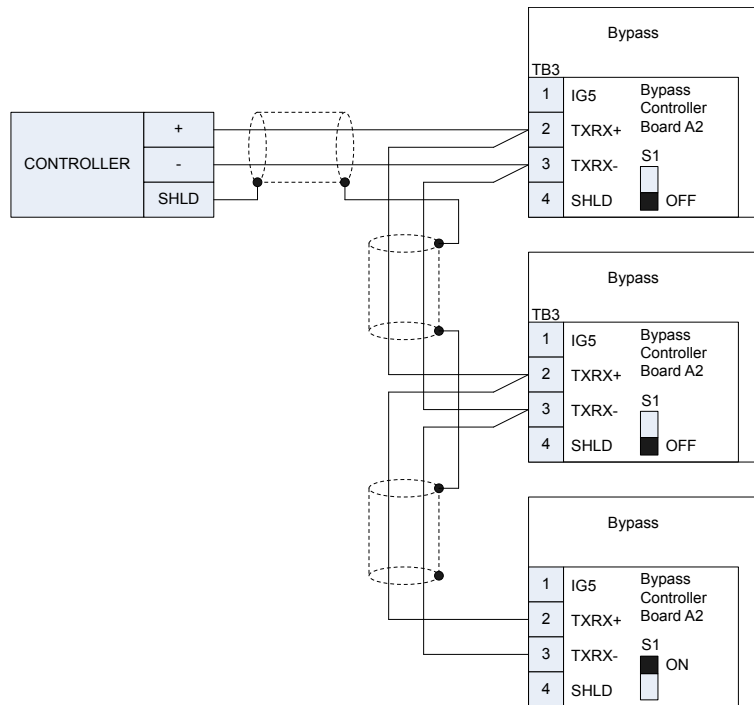 CONTROLLER
+
-
SHLD
Bypass
TB3
1 IG5
2 TXRX+
3 TXRX-
4 SHLD
Bypass
Controller
Board A2
S1
OFF
Bypass
TB3
1 IG5
2 TXRX+
3 TXRX-
4 SHLD
Bypass
Controller
Board A2
S1
OFF
Bypass
1 IG5
2 TXRX+
3 TXRX-
4 SHLD
Bypass
Controller
Board A2
S1
ON